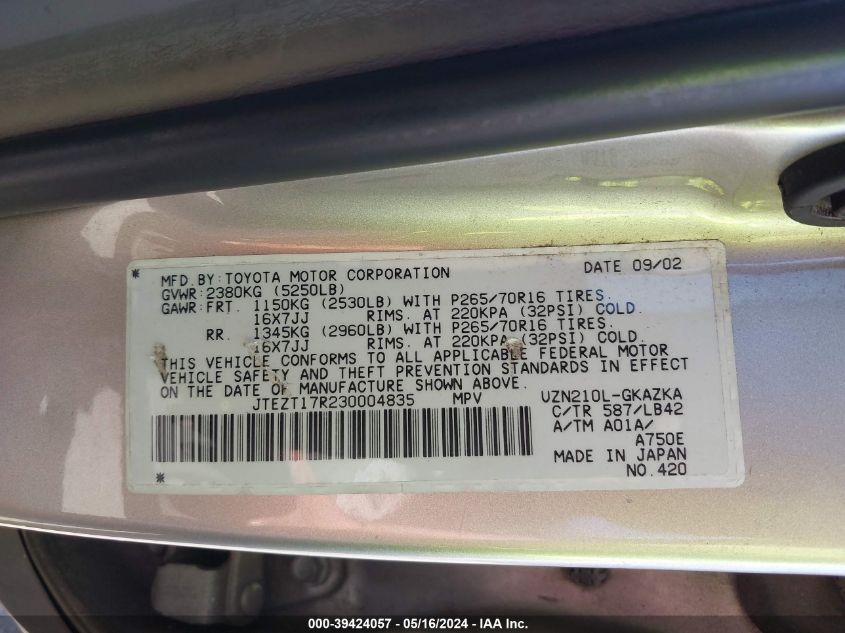 MFD. BY: TOYOTA MOTOR CORPORATION DATE 09/02
GVWR: 2380KG (5250LB)
GAWR: FRT. 1150KG (2530LB) WITH P265/70R16 TIRES.
16X7JJ RIMS. AT 220KPA (32PSI) COLD.
RR. 1345KG (2960LB) WITH P265/70R16 TIRES.
16X7JJ RIMS. AT 220KPA (32PSI) COLD.
THIS VEHICLE CONFORMS TO ALL APPLICABLE FEDERAL MOTOR
VEHICLE SAFETY AND THEFT PREVENTION STANDARDS IN EFFECT
ON THE DATE OF MANUFACTURE SHOWN ABOVE.
JTEZT17R230004835 MPV UZN210L-GKAZKA
C/TR 587/LB42
A/TM A01A/
A750E
MADE IN JAPAN
NO.420
000-39424057 - 05/16/2024 - IAA Inc.